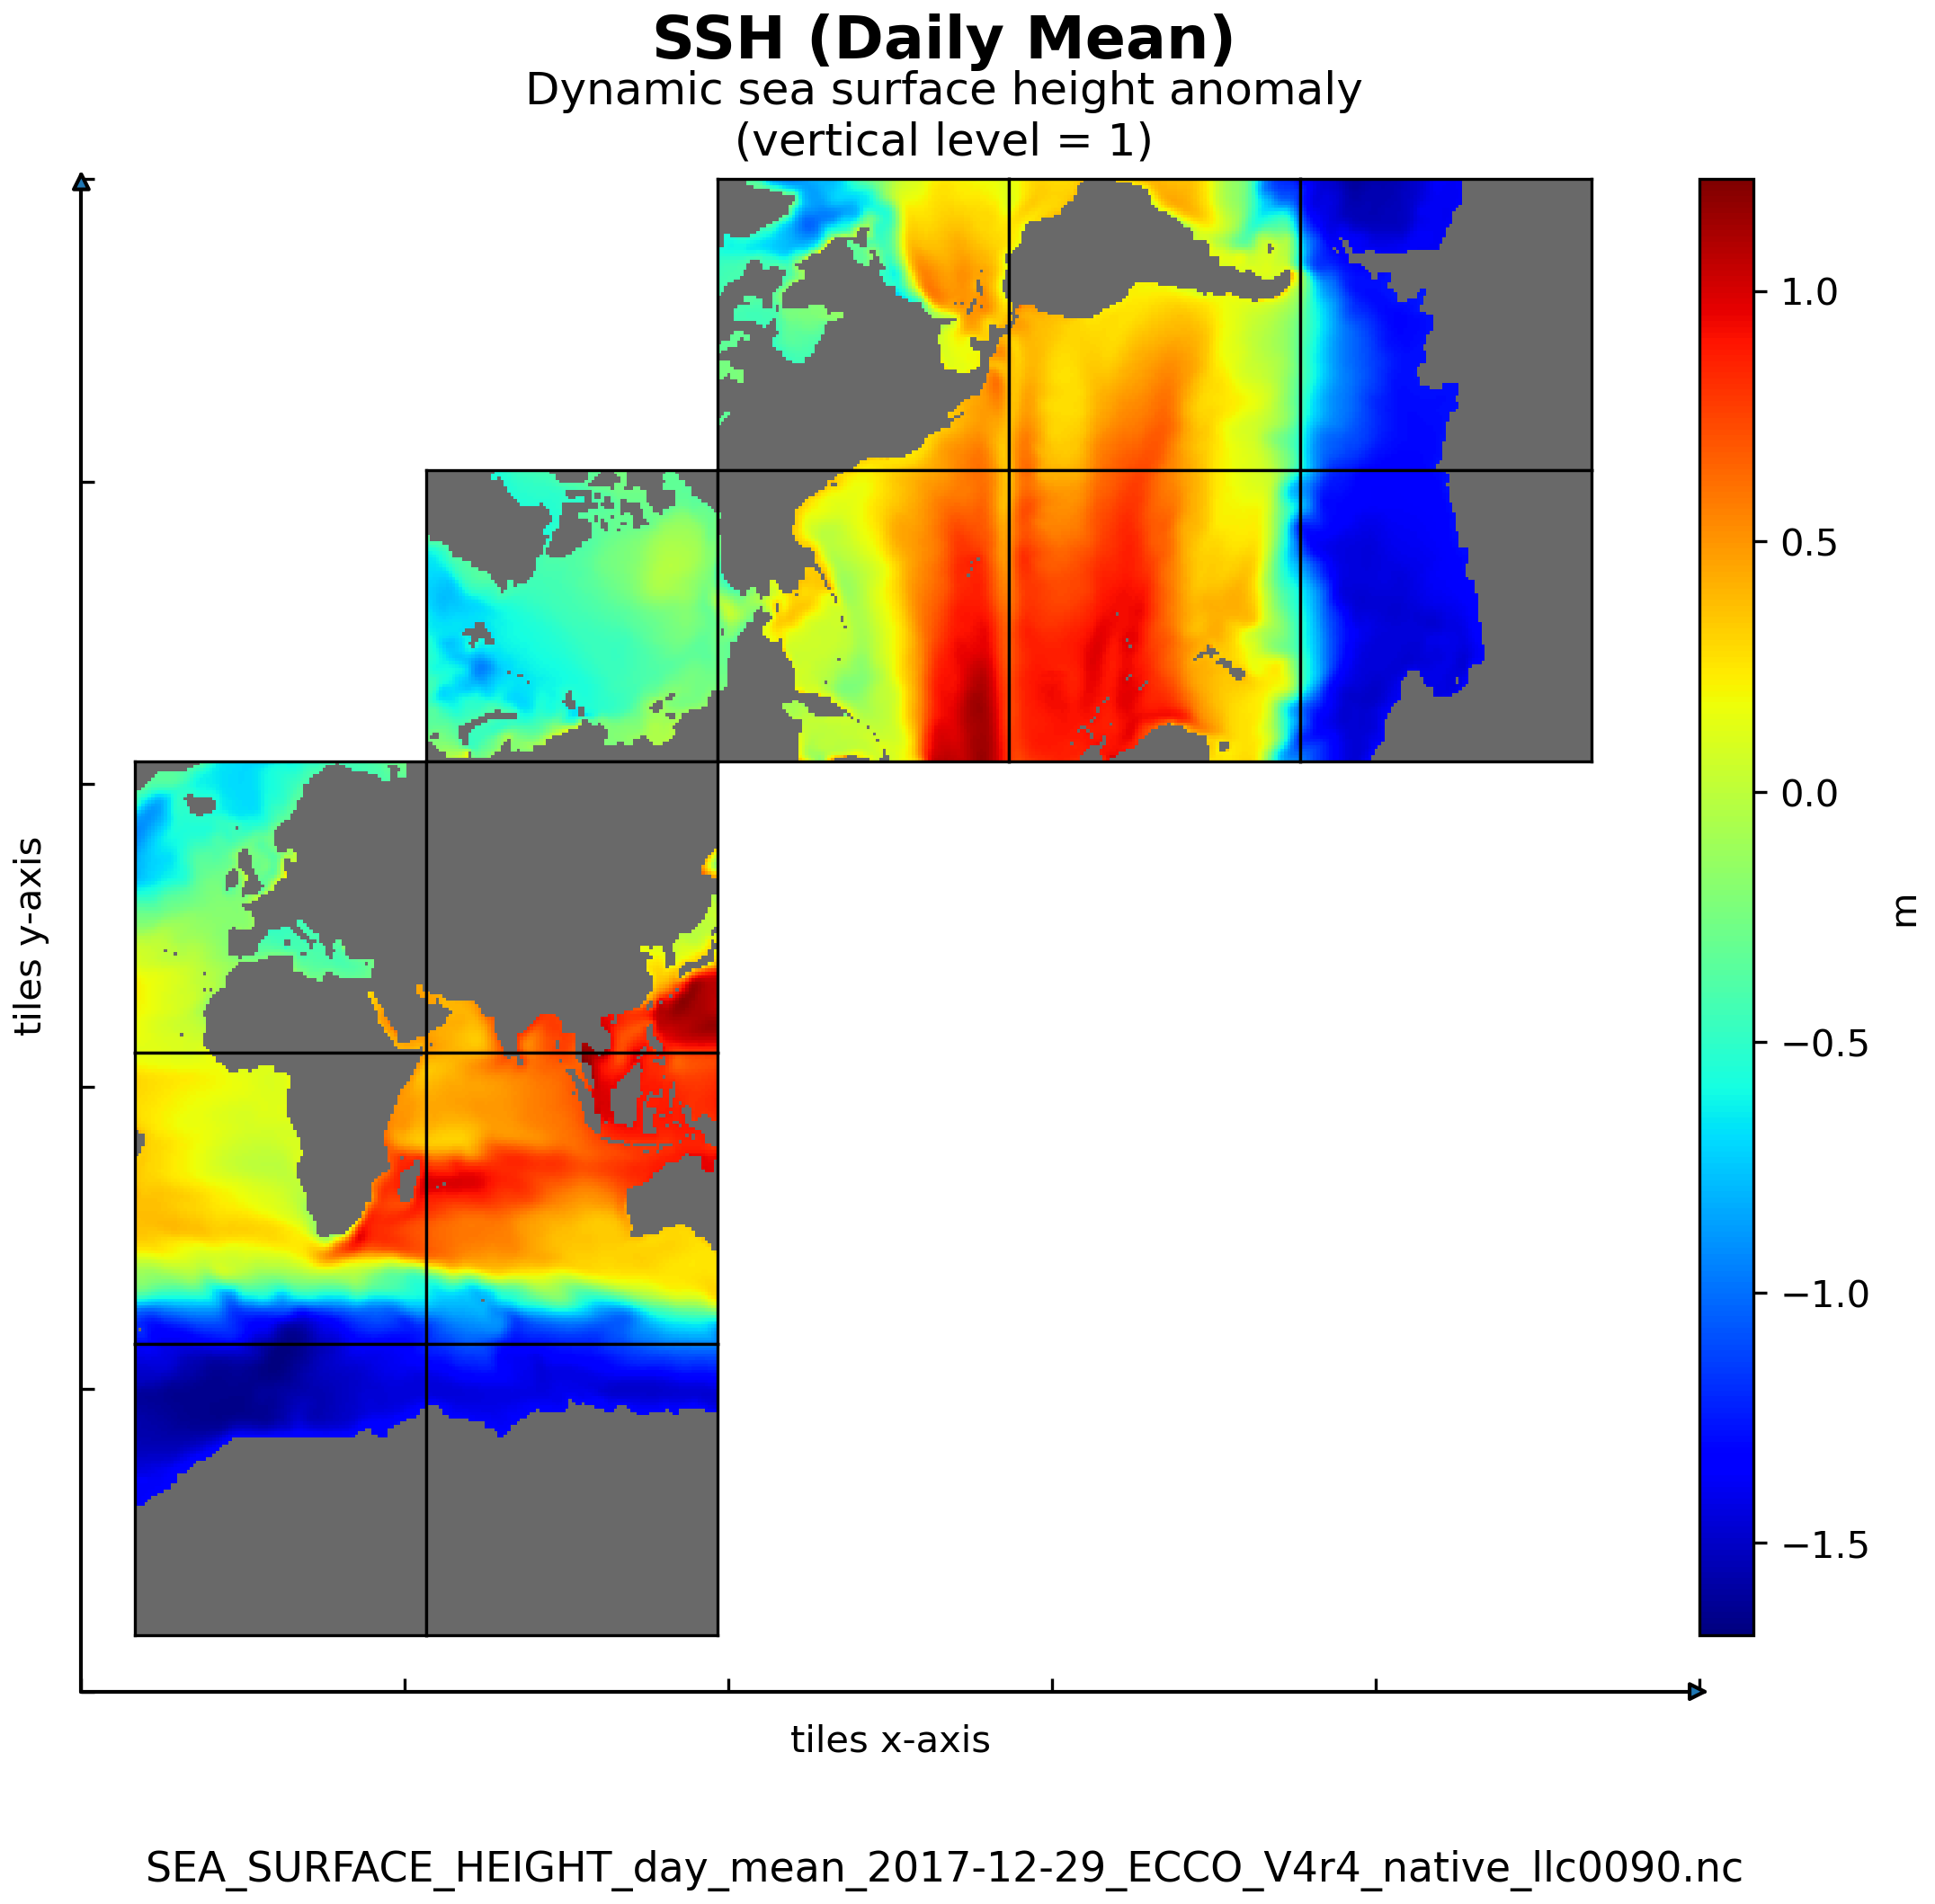 SSH (Daily Mean)
Dynamic sea surface height anomaly
(vertical level = 1)
1.0
0.5
0.0
−0.5
−1.0
−1.5
m
tiles y-axis
tiles x-axis
SEA_SURFACE_HEIGHT_day_mean_2017-12-29_ECCO_V4r4_native_llc0090.nc